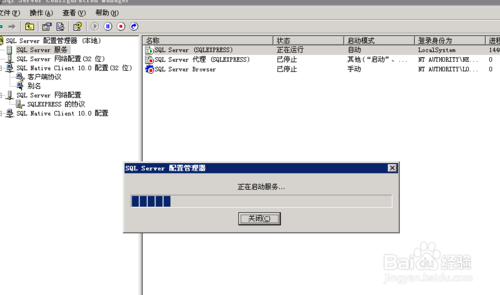 SQL Server Configuration Manager
文件(F) 操作(A) 查看(V) 帮助(H)
SQL Server 配置管理器 (本地)
SQL Server 服务
SQL Server 网络配置(32 位)
SQL Native Client 10.0 配置(32 位)
客户端协议
别名
SQL Server 网络配置
SQLEXPRESS 的协议
SQL Native Client 10.0 配置
名称 状态 启动模式 登录身份为 进程
SQL Server (SQLEXPRESS) 正在运行 自动 LocalSystem 144
SQL Server 代理 (SQLEXPRESS) 已停止 其他(“启动”、. NT AUTHORITY\NE... 0
SQL Server Browser 已停止 手动 NT AUTHORITY\LO... 0
SQL Server 配置管理器
正在启动服务...
关闭(C)
Baidu 经验
jingyan.baidu.com